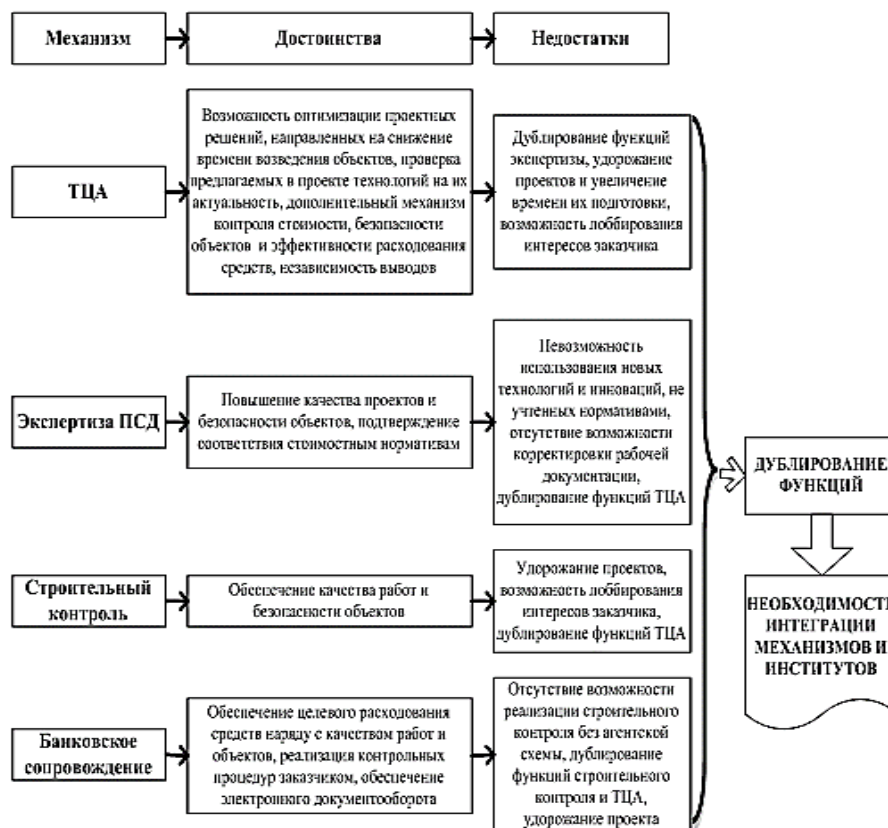 Механизм
Достоинства
Недостатки
ТЦА
Возможность оптимизации проектных
решений, направленных на снижение
времени возведения объектов, проверка
предлагаемых в проекте технологий на их
актуальность, дополнительный механизм
контроля стоимости, безопасности
объектов и эффективности расходования
средств, независимость выводов
Дублирование функций
экспертизы, удорожание
проектов и увеличение
времени их подготовки,
возможность лоббирования
интересов заказчика
Экспертиза ПСД
Повышение качества проектов и
безопасности объектов, подтверждение
соответствия стоимостным нормативам
Невозможность
использования новых
технологий и инноваций, не
учтенных нормативами,
отсутствие возможности
корректировки рабочей
документации,
дублирование функций ТЦА
Строительный
контроль
Обеспечение качества работ и
безопасности объектов
Удорожание проектов,
возможность лоббирования
интересов заказчика,
дублирование функций ТЦА
Банковское
сопровождение
Обеспечение целевого расходования
средств наряду с качеством работ и
объектов, реализация контрольных
процедур заказчиком, обеспечение
электронного документооборота
Отсутствие возможности
реализации строительного
контроля без агентской
схемы, дублирование
функций строительного
контроля и ТЦА,
удорожание проекта
ДУБЛИРОВАНИЕ
ФУНКЦИЙ
НЕОБХОДИМОСТЬ
ИНТЕГРАЦИИ
МЕХАНИЗМОВ И
ИНСТИТУТОВ